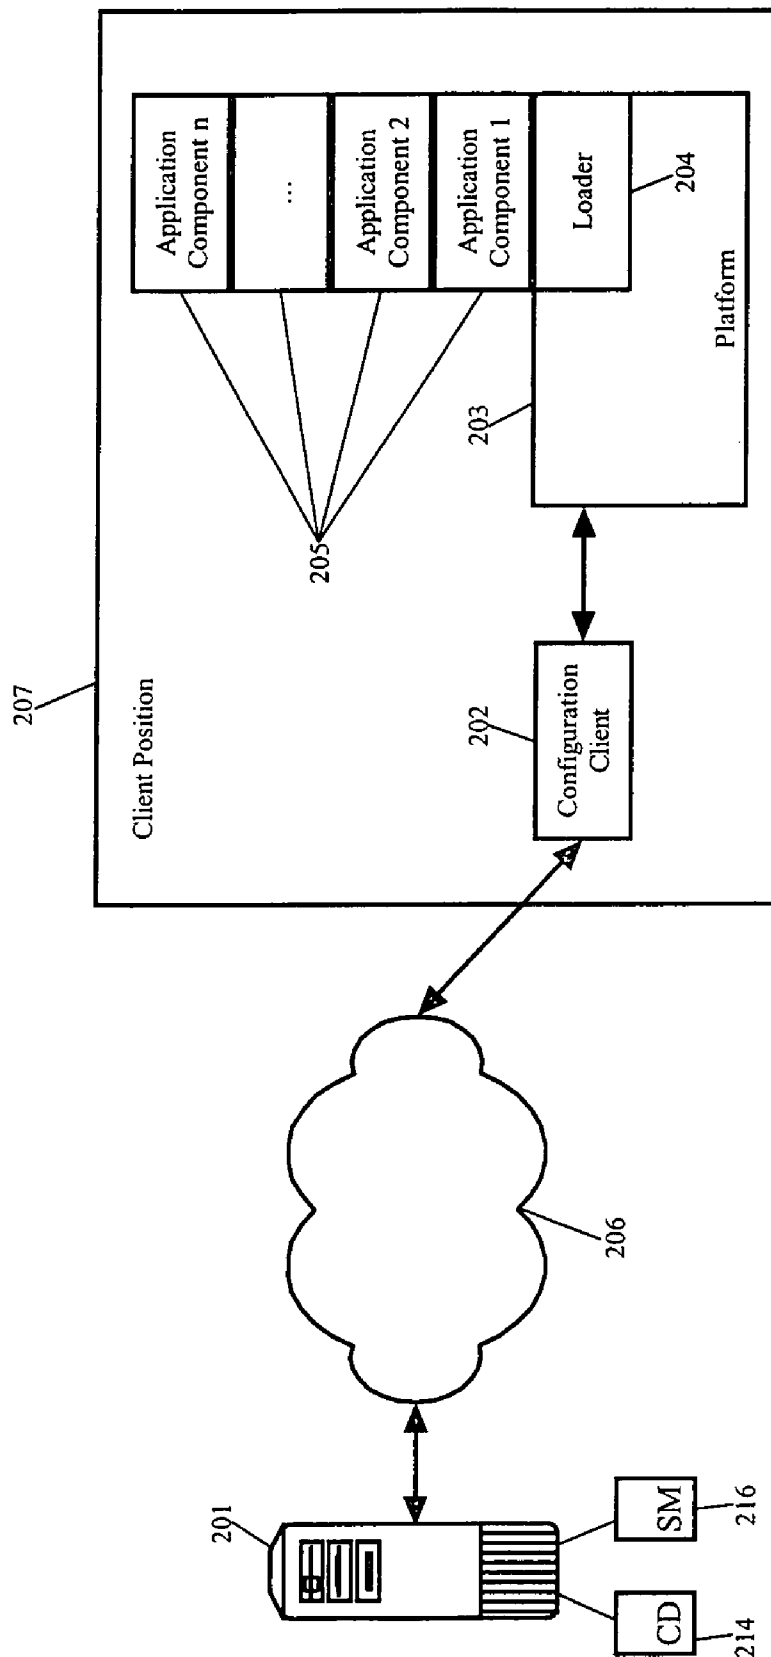 207
Client Position
Application
Component n
...
Application
Component 2
Application
Component 1
Loader
204
205
203
Platform
202
Configuration
Client
206
201
SM
216
CD
214